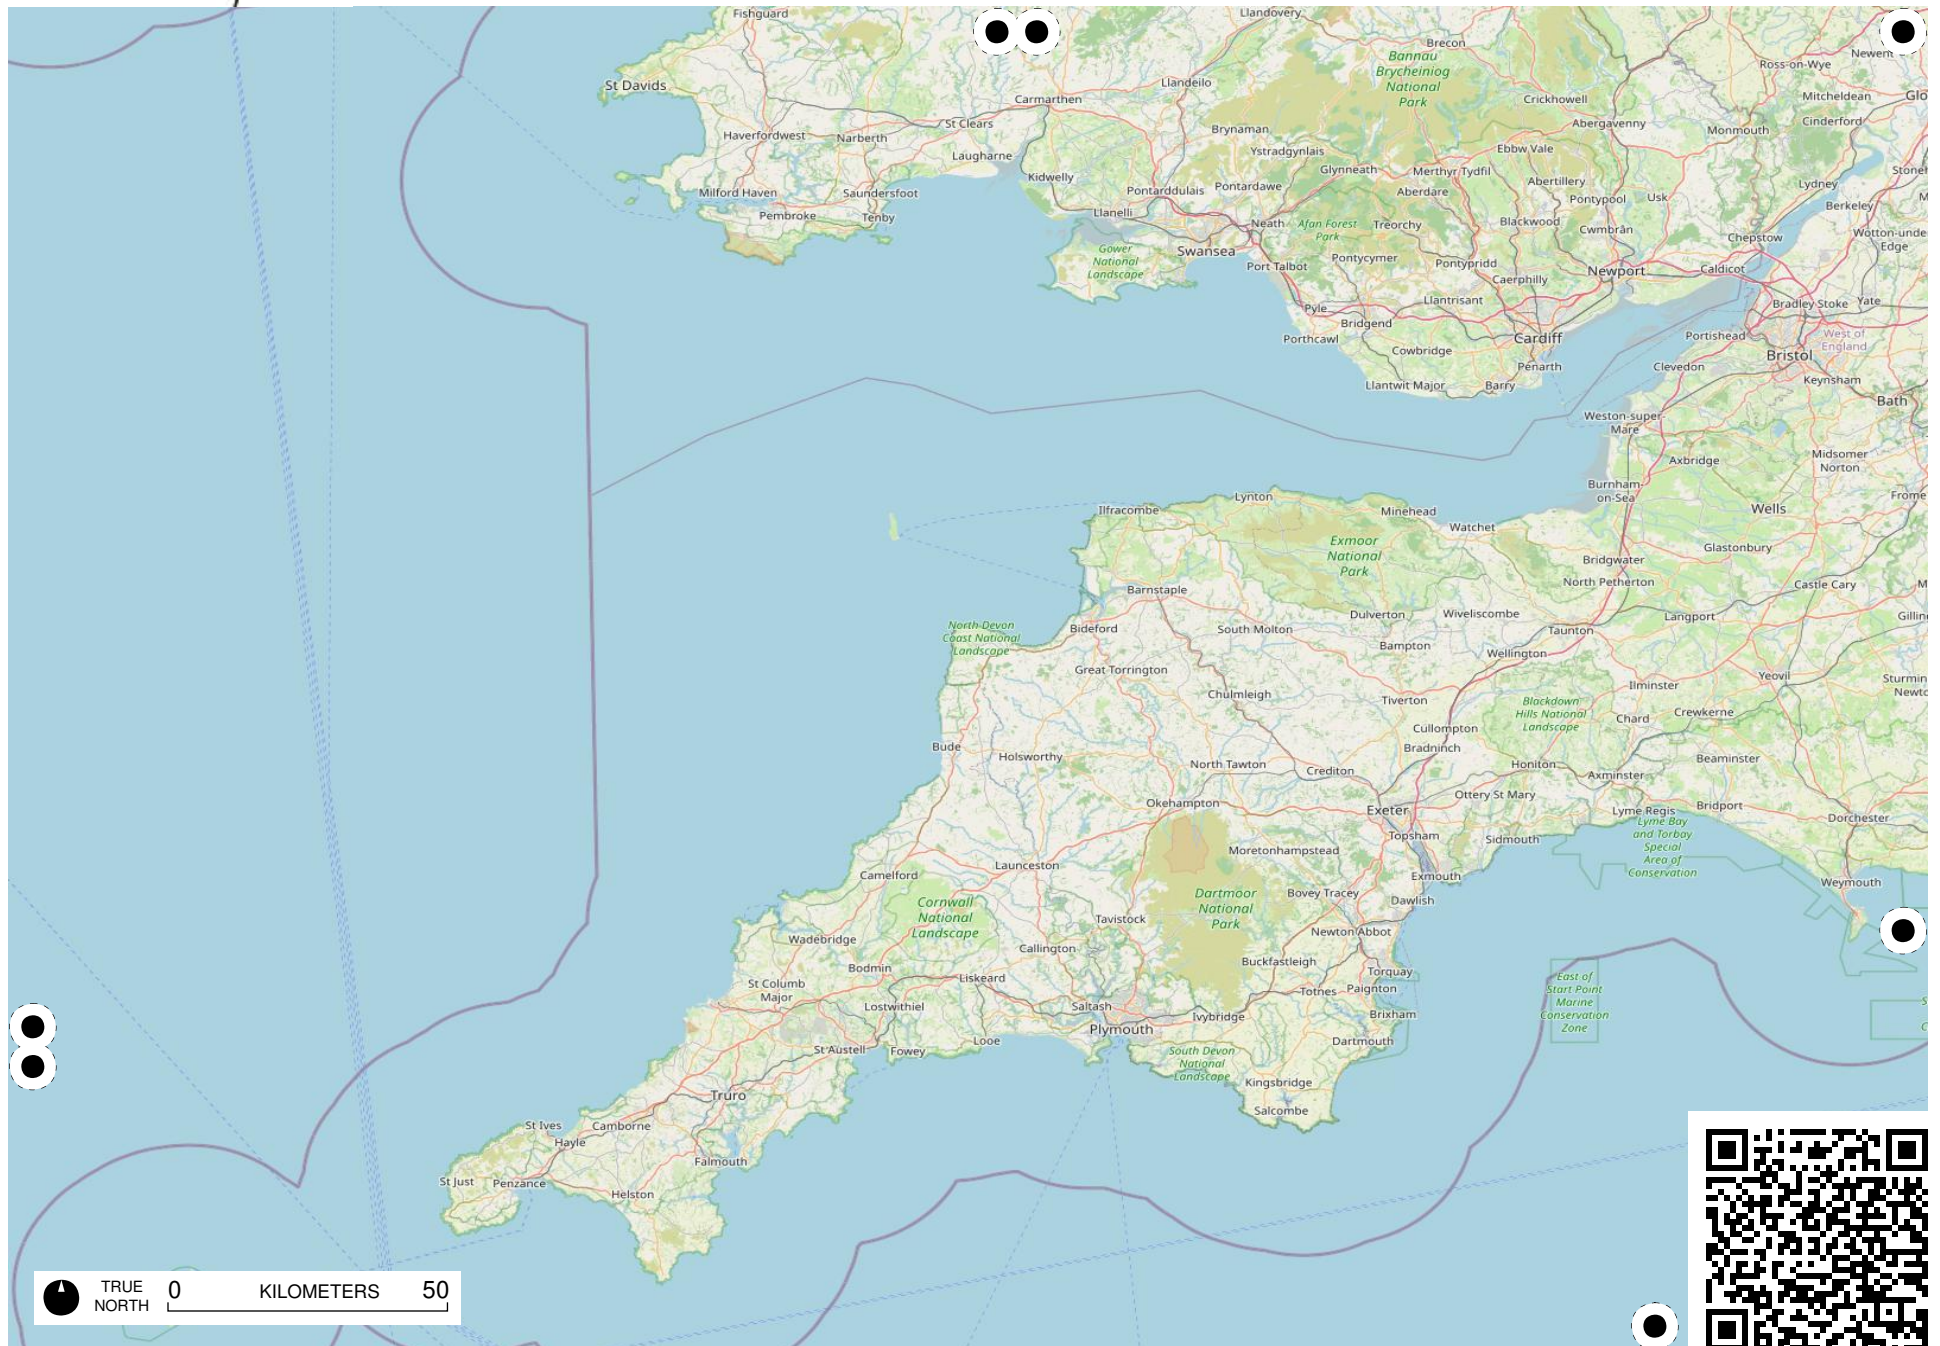 Fishguard
Llandovery
Brecon
Newent
Ross-on-Wye
St Davids
Bannau
Brycheiniog
National
Park
Llandeilo
Carmarthen
Crickhowell
Mitcheldean
Glo
Haverfordwest
Narberth
St Clears
Brynaman
Abergavenny
Monmouth
Cinderford
Laugharne
Ystradgynlais
Ebbw Vale
Kidwelly
Glynneath
Merthyr Tydfil
Stone
Milford Haven
Saundersfoot
Pontarddulais
Pontardawe
Aberdare
Abertillery
Lydney
Pontypool
Usk
Berkeley
Pembroke
Tenby
Llanelli
Neath
Afan Forest
Park
Treorchy
Blackwood
Cwmbrân
Chepstow
Wotton-under
Edge
Gower
National
Landscape
Swansea
Port Talbot
Pontycymer
Pontypridd
Caerphilly
Newport
Caldicot
Pyle
Llantrisant
Bradley Stoke
Yate
Bridgend
Porthcawl
Cowbridge
Cardiff
Portishead
West of
England
Bristol
Penarth
Clevedon
Llantwit Major
Barry
Keynsham
Bath
Weston-super-
Mare
Axbridge
Midsomer
Norton
Burnham-
on-Sea
Frome
Lynton
Ilfracombe
Minehead
Watchet
Wells
Exmoor
National
Park
Glastonbury
Bridgwater
Barnstaple
North Petherton
Castle Cary
M
North Devon
Coast National
Landscape
Bideford
South Molton
Dulverton
Wiveliscombe
Langport
Gillin
Taunton
Bampton
Wellington
Great Torrington
Chulmleigh
Tiverton
Blackdown
Hills National
Landscape
Ilminster
Yeovil
Sturmin
Newto
Chard
Crewkerne
Cullompton
Bude
Holsworthy
Bradninch
North Tawton
Crediton
Honiton
Axminster
Beaminster
Okehampton
Exeter
Ottery St Mary
Lyme Regis
Bridport
Dorchester
Topsham
Sidmouth
Lyme Bay
and Torbay
Special
Area of
Conservation
Moretonhampstead
Launceston
Camelford
Exmouth
Weymouth
Dartmoor
National
Park
Bovey Tracey
Dawlish
Cornwall
National
Landscape
Tavistock
Newton Abbot
Wadebridge
Callington
Buckfastleigh
Bodmin
Liskeard
Torquay
St Columb
Major
Totnes
Paignton
East of
Start Point
Marine
Conservation
Zone
Lostwithiel
Saltash
Ivybridge
Brixham
Plymouth
St Austell
Fowey
Looe
Dartmouth
South Devon
National
Landscape
Kingsbridge
Truro
Salcombe
St Ives
Camborne
Hayle
Falmouth
St Just
Penzance
Helston
TRUE
NORTH
0 KILOMETERS 50